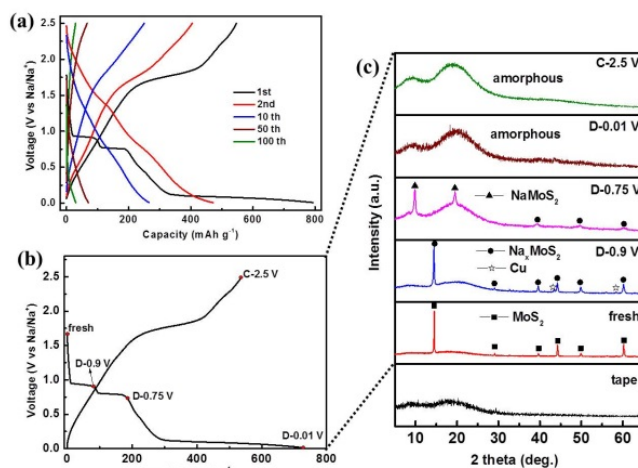 (a)
2.5
2.0
1.5
1.0
0.5
0.0
Voltage (V vs Na/Na⁺)
1st
2nd
10 th
50 th
100 th
0 200 400 600 800
Capacity (mAh g⁻¹)
(b)
3.0
2.5
2.0
1.5
1.0
0.5
0.0
Voltage (V vs Na/Na⁺)
C-2.5 V
fresh
D-0.9 V
D-0.75 V
D-0.01 V
0 200 400 600 800
(c)
Intensity (a.u.)
C-2.5 V
amorphous
D-0.01 V
amorphous
D-0.75 V
NaMoS₂
D-0.9 V
NaₓMoS₂
Cu
fresh
MoS₂
tape
10 20 30 40 50 60
2 theta (deg.)